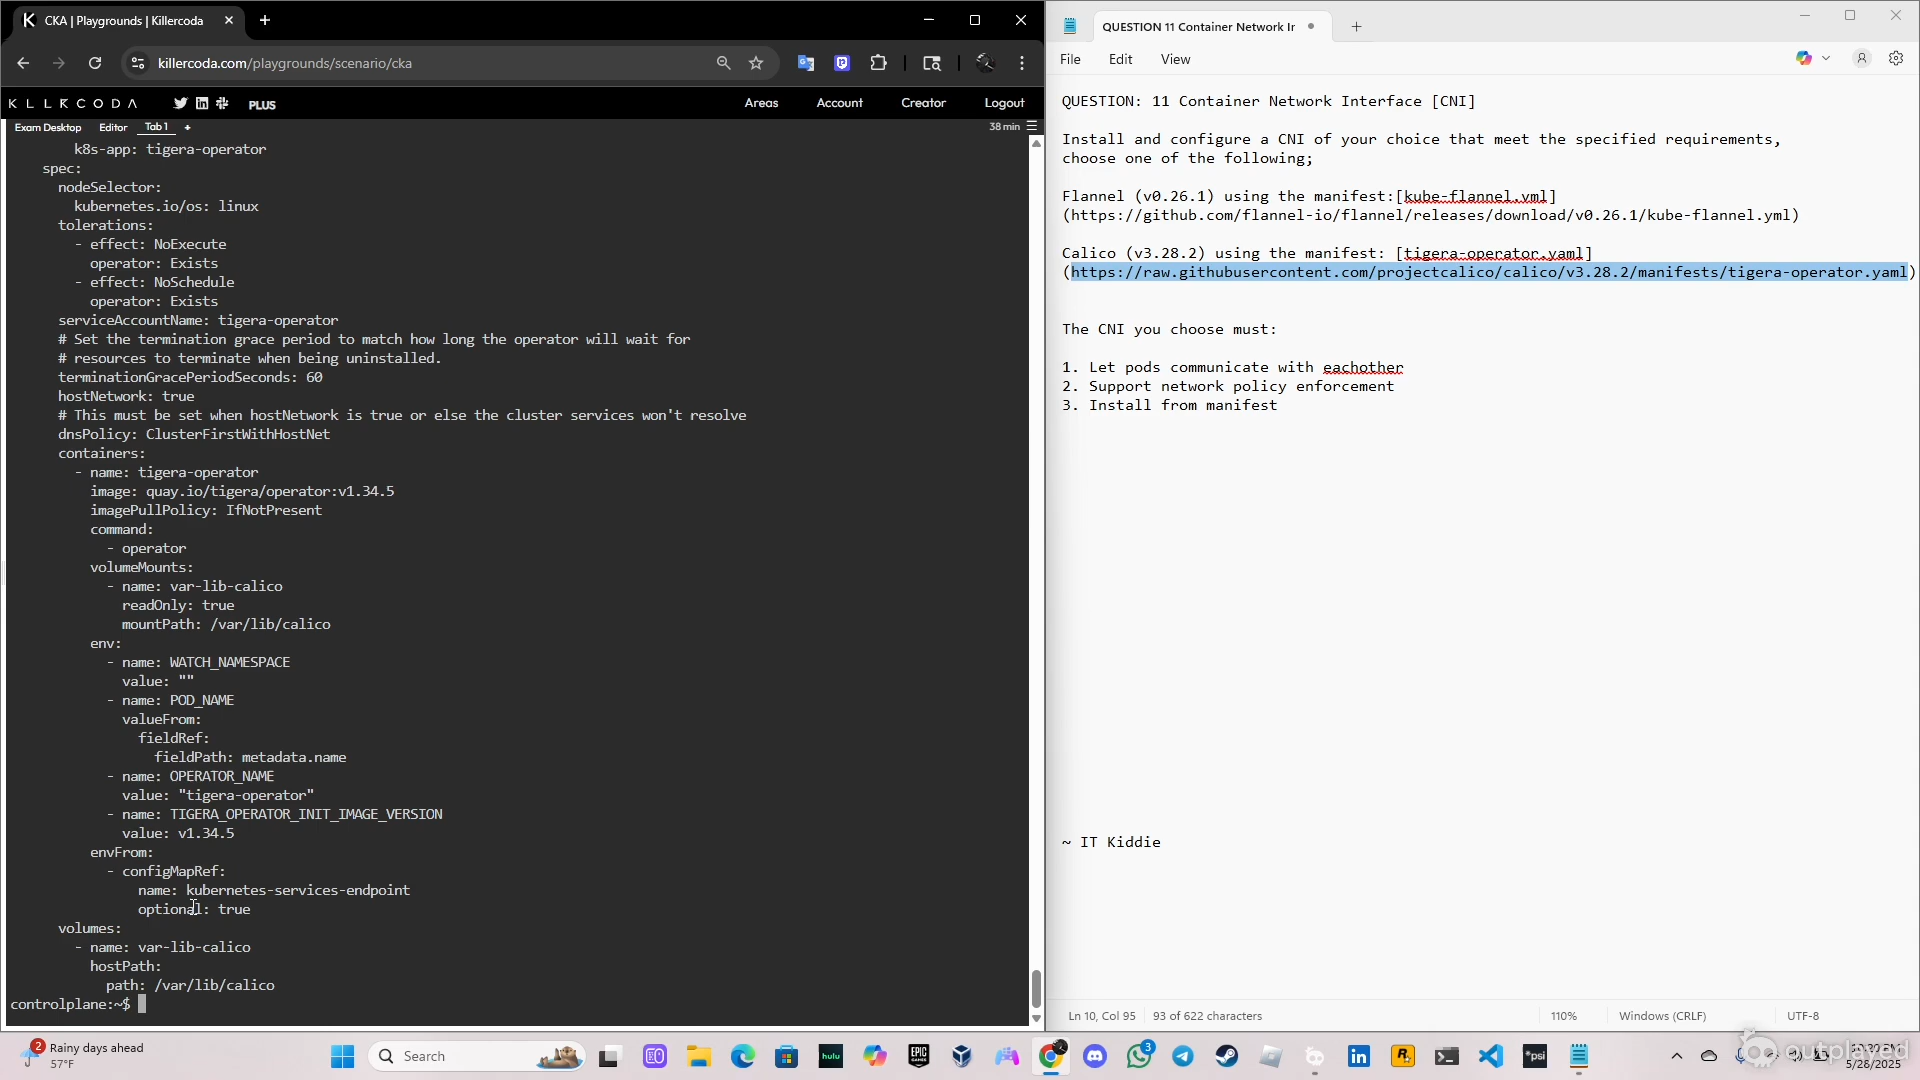 CKA | Playgrounds | Killercoda
killercoda.com/playgrounds/scenario/cka
KLLRCODA
PLUS
Areas
Account
Creator
Logout
Exam Desktop
Editor
Tab 1
+
38 min
k8s-app: tigera-operator
spec:
nodeSelector:
kubernetes.io/os: linux
tolerations:
- effect: NoExecute
operator: Exists
- effect: NoSchedule
operator: Exists
serviceAccountName: tigera-operator
# Set the termination grace period to match how long the operator will wait for
# resources to terminate when being uninstalled.
terminationGracePeriodSeconds: 60
hostNetwork: true
# This must be set when hostNetwork is true or else the cluster services won't resolve
dnsPolicy: ClusterFirstWithHostNet
containers:
- name: tigera-operator
image: quay.io/tigera/operator:v1.34.5
imagePullPolicy: IfNotPresent
command:
- operator
volumeMounts:
- name: var-lib-calico
readOnly: true
mountPath: /var/lib/calico
env:
- name: WATCH_NAMESPACE
value: ""
- name: POD_NAME
valueFrom:
fieldRef:
fieldPath: metadata.name
- name: OPERATOR_NAME
value: "tigera-operator"
- name: TIGERA_OPERATOR_INIT_IMAGE_VERSION
value: v1.34.5
envFrom:
- configMapRef:
name: kubernetes-services-endpoint
optional: true
volumes:
- name: var-lib-calico
hostPath:
path: /var/lib/calico
controlplane:~$
QUESTION 11 Container Network Ir
File
Edit
View
QUESTION: 11 Container Network Interface [CNI]
Install and configure a CNI of your choice that meet the specified requirements,
choose one of the following;
Flannel (v0.26.1) using the manifest:[kube-flannel.yml]
(https://github.com/flannel-io/flannel/releases/download/v0.26.1/kube-flannel.yml)
Calico (v3.28.2) using the manifest: [tigera-operator.yaml]
(https://raw.githubusercontent.com/projectcalico/calico/v3.28.2/manifests/tigera-operator.yaml)
The CNI you choose must:
1. Let pods communicate with eachother
2. Support network policy enforcement
3. Install from manifest
~ IT Kiddie
Ln 10, Col 95
93 of 622 characters
110%
Windows (CRLF)
UTF-8
2
Rainy days ahead
57°F
Search
hulu
EPIC GAMES
3
in
R
*psi
outplayed
5/28/2025